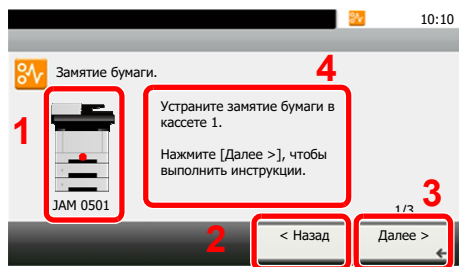 10:10
Замятие бумаги.
4
1
Устраните замятие бумаги в
кассете 1.
Нажмите [Далее >], чтобы
выполнить инструкции.
JAM 0501
3
1/3
2
< Назад
Далее >